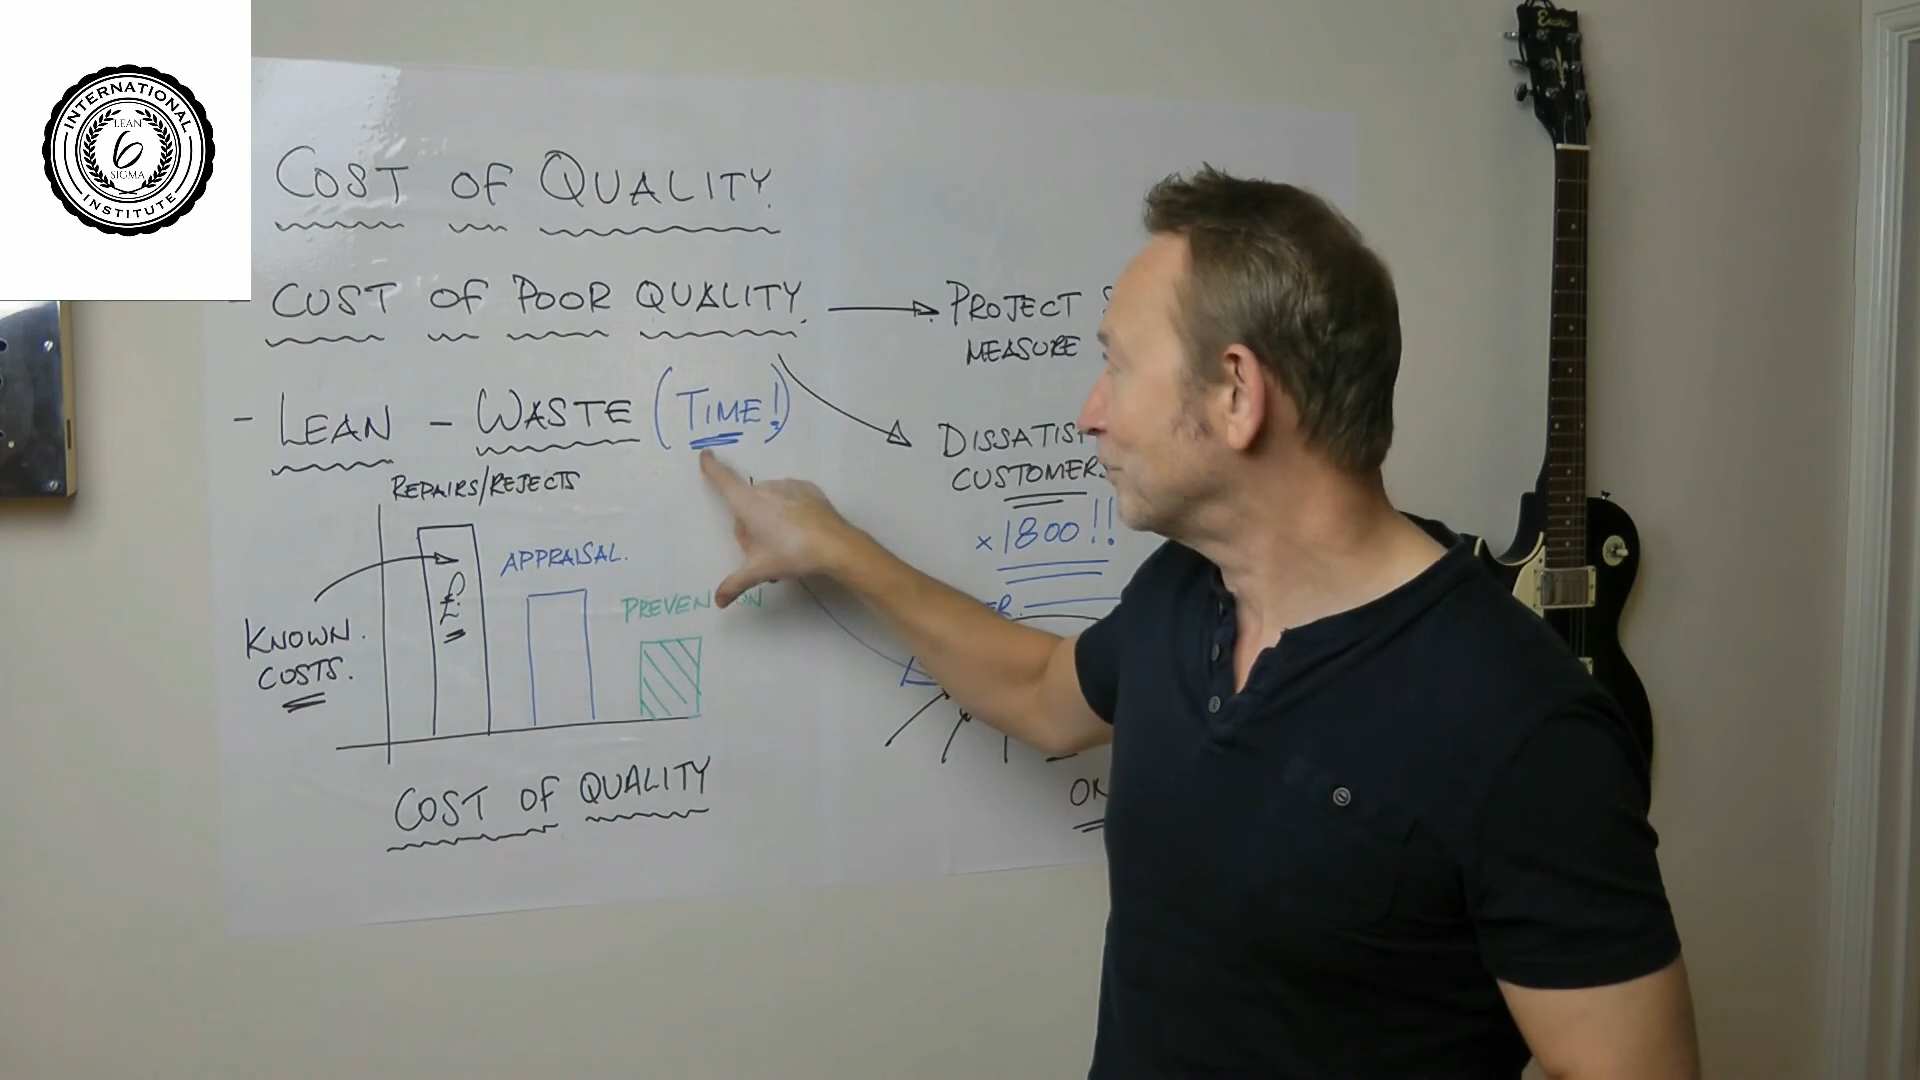 INTERNATIONAL
LEAN
6
SIGMA
INSTITUTE
COST OF QUALITY
- COST OF POOR QUALITY
PROJECT
MEASURE
- LEAN - WASTE (TIME!)
CUSTOMERS
x 1800!!
REPAIRS/REJECTS
APPRAISAL.
£
KNOWN
COSTS.
COST OF QUALITY
Esquire